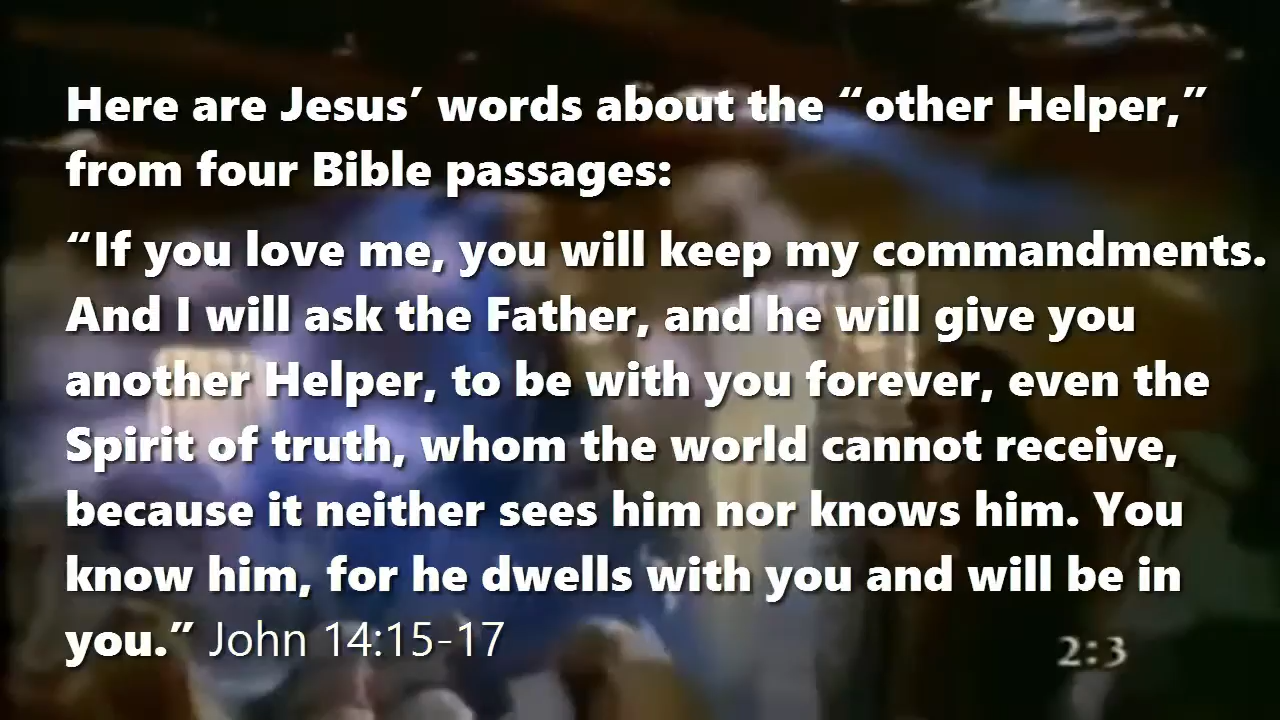 Here are Jesus’ words about the “other Helper,”
from four Bible passages:
“If you love me, you will keep my commandments.
And I will ask the Father, and he will give you
another Helper, to be with you forever, even the
Spirit of truth, whom the world cannot receive,
because it neither sees him nor knows him. You
know him, for he dwells with you and will be in
you.” John 14:15-17
2:3